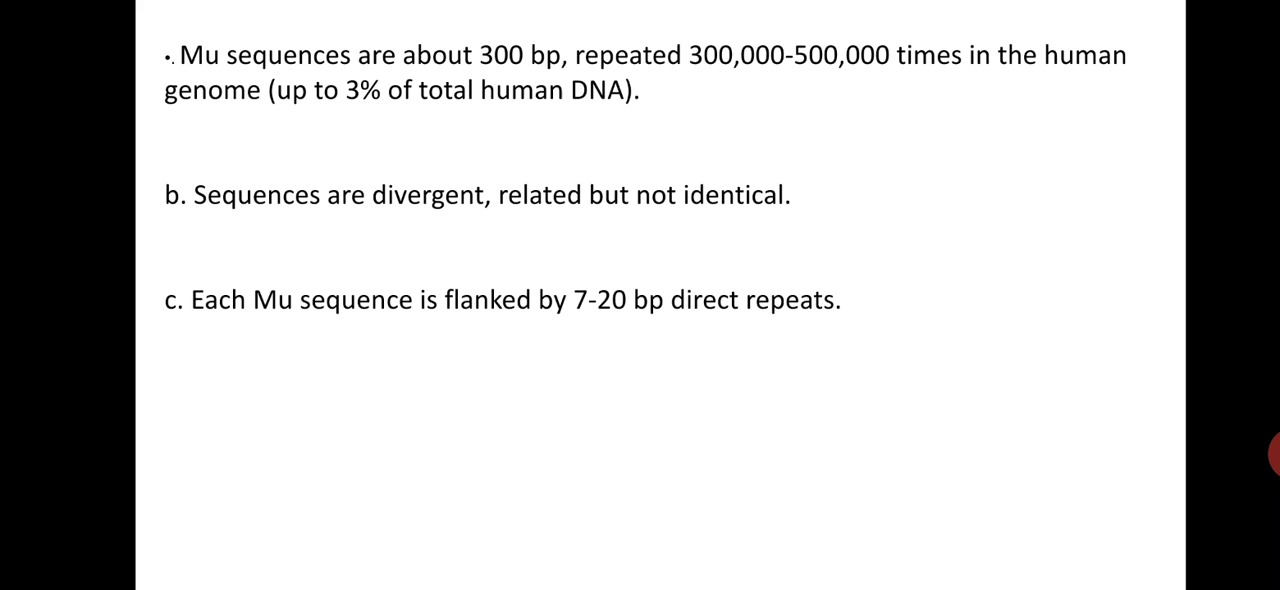 •. Mu sequences are about 300 bp, repeated 300,000-500,000 times in the human
genome (up to 3% of total human DNA).
b. Sequences are divergent, related but not identical.
c. Each Mu sequence is flanked by 7-20 bp direct repeats.